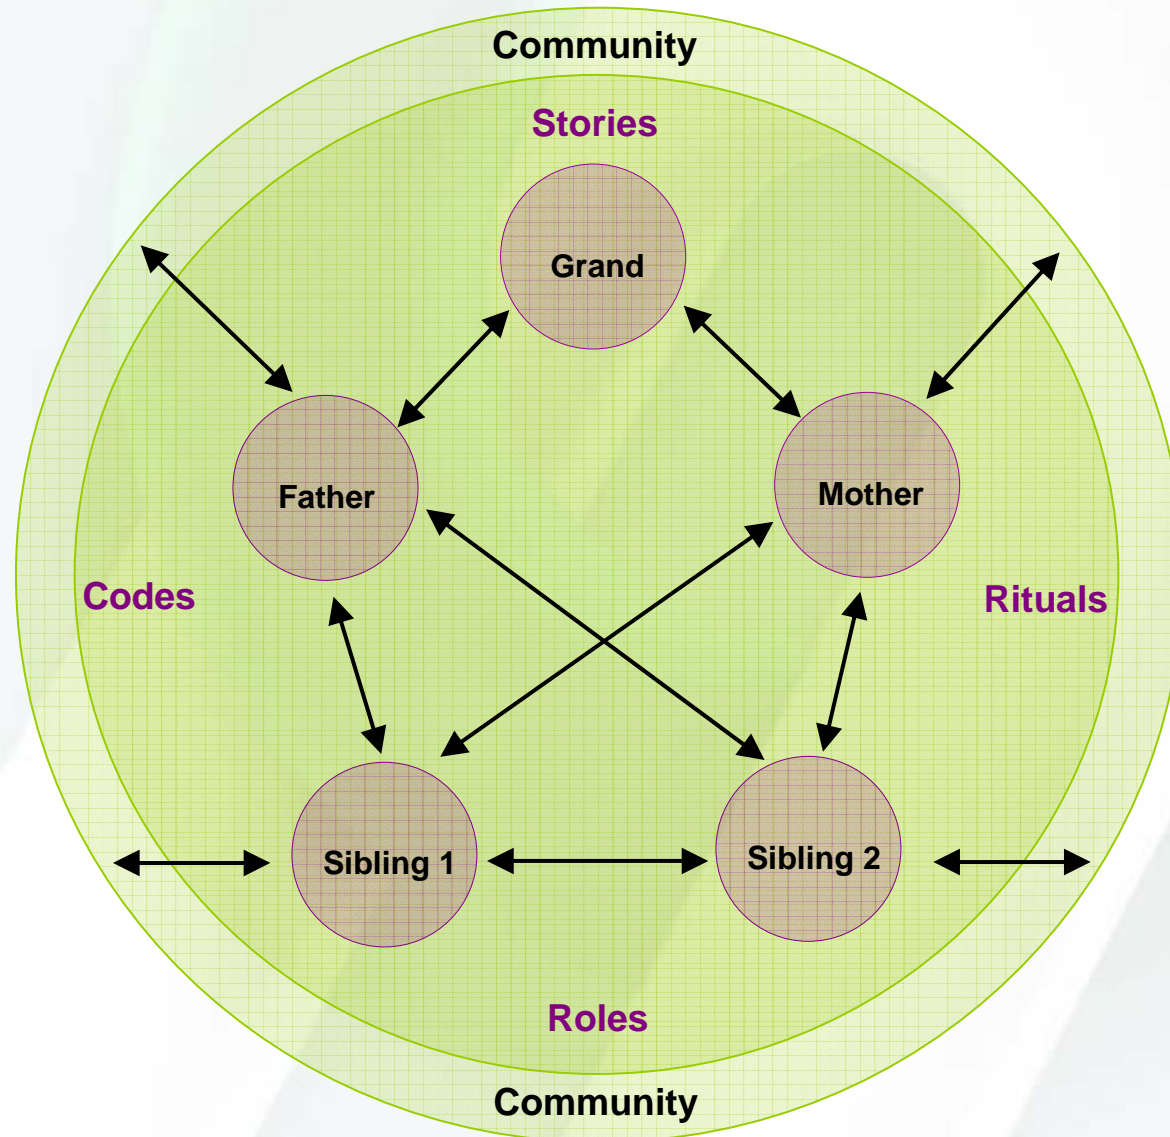 Community
Stories
Grand
Father
Mother
Codes
Rituals
Sibling 1
Sibling 2
Roles
Community